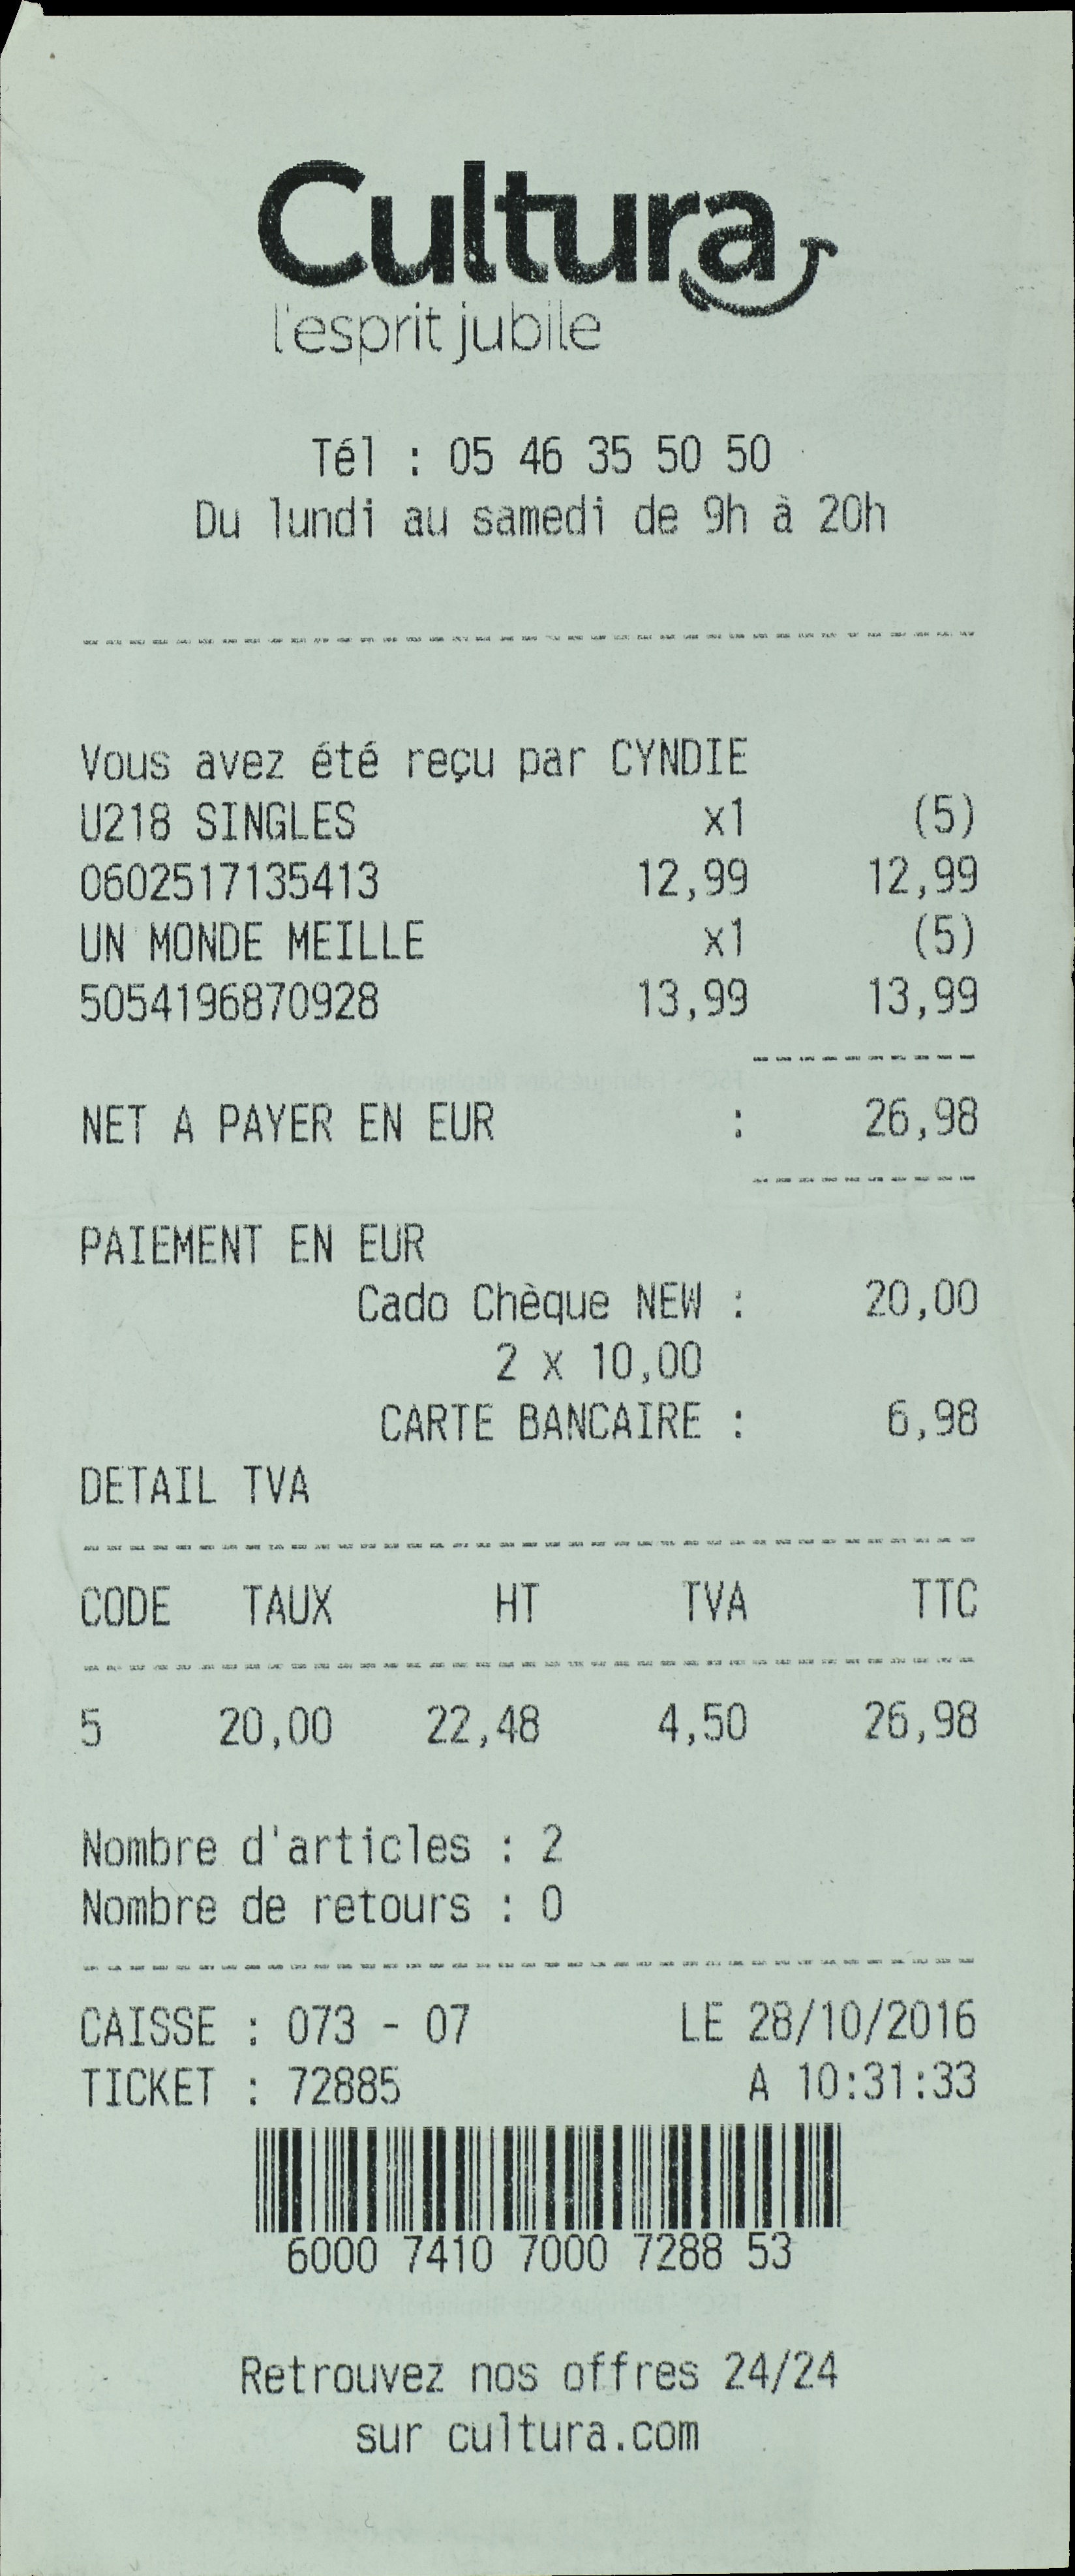 Cultura
l'esprit jubile
Tél : 05 46 35 50 50
Du lundi au samedi de 9h à 20h
Vous avez été reçu par CYNDIE
U218 SINGLES x1 (5)
0602517135413 12,99 12,99
UN MONDE MEILLE x1 (5)
5054196870928 13,99 13,99
NET A PAYER EN EUR : 26,98
PAIEMENT EN EUR
Cado Chèque NEW : 20,00
2 x 10,00
CARTE BANCAIRE : 6,98
DETAIL TVA
CODE TAUX HT TVA TTC
5 20,00 22,48 4,50 26,98
Nombre d'articles : 2
Nombre de retours : 0
CAISSE : 073 - 07 LE 28/10/2016
TICKET : 72885 A 10:31:33
6000 7410 7000 7288 53
Retrouvez nos offres 24/24
sur cultura.com